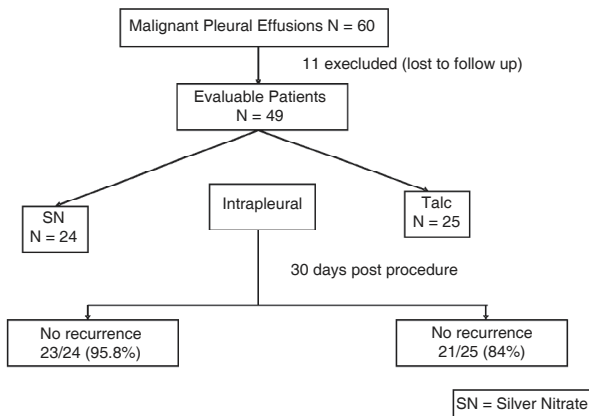 Malignant Pleural Effusions N = 60
11 execluded (lost to follow up)
Evaluable Patients
N = 49
SN
N = 24
Intrapleural
Talc
N = 25
30 days post procedure
No recurrence
23/24 (95.8%)
No recurrence
21/25 (84%)
SN = Silver Nitrate